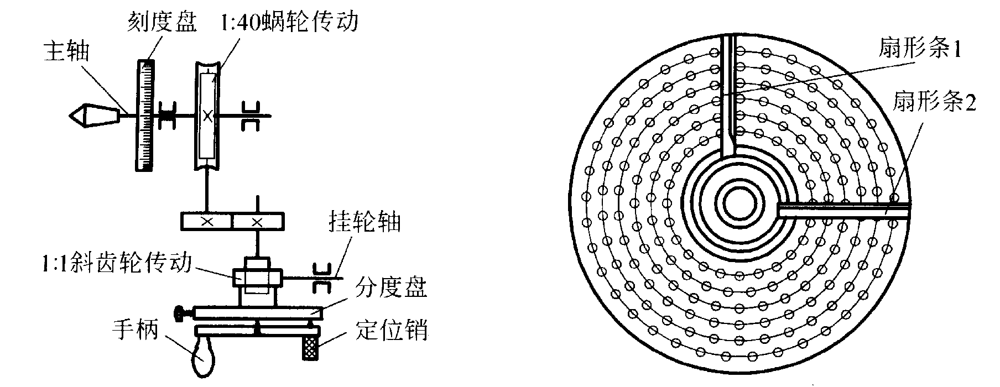 刻度盘
1:40蜗轮传动
主轴
挂轮轴
1:1斜齿轮传动
分度盘
手柄
定位销
扇形条1
扇形条2